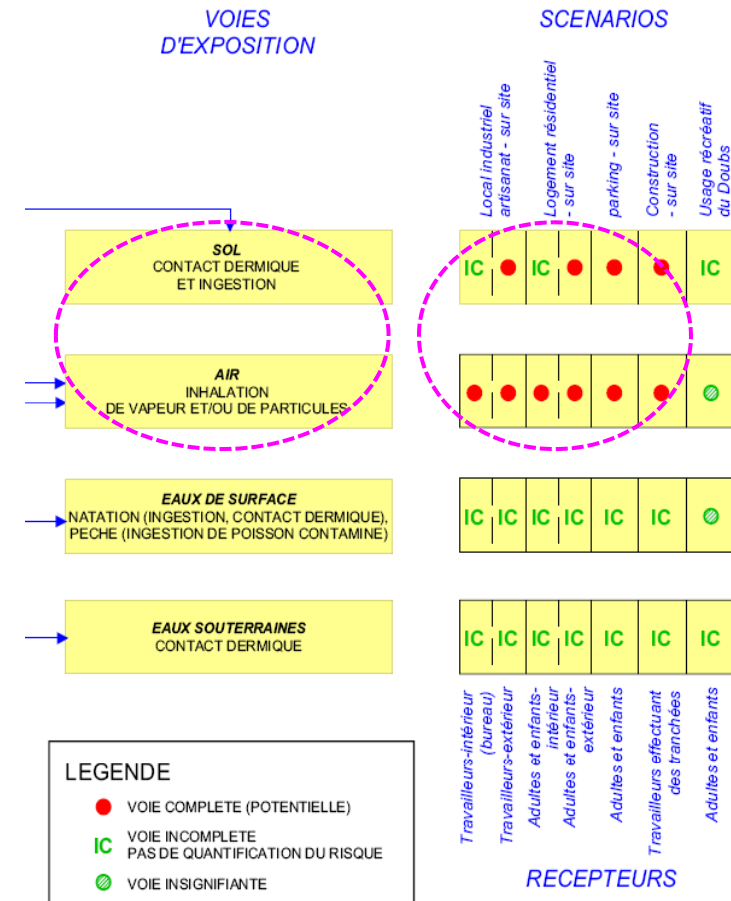 VOIES
D'EXPOSITION
SCENARIOS
Local industriel
artisanat - sur site
Logement résidentiel
- sur site
parking - sur site
Construction
- sur site
Usage récréatif
du Doubs
SOL
CONTACT DERMIQUE
ET INGESTION
IC IC IC
AIR
INHALATION
DE VAPEUR ET/OU DE PARTICULES
EAUX DE SURFACE
NATATION (INGESTION, CONTACT DERMIQUE),
PECHE (INGESTION DE POISSON CONTAMINE)
IC IC IC IC IC IC
EAUX SOUTERRAINES
CONTACT DERMIQUE
IC IC IC IC IC IC IC
Travailleurs-intérieur
(bureau)
Travailleurs-extérieur
Adultes et enfants-
intérieur
Adultes et enfants-
extérieur
Adultes et enfants
Travailleurs effectuant
des tranchées
Adultes et enfants
RECEPTEURS
LEGENDE
VOIE COMPLETE (POTENTIELLE)
IC VOIE INCOMPLETE
PAS DE QUANTIFICATION DU RISQUE
VOIE INSIGNIFIANTE